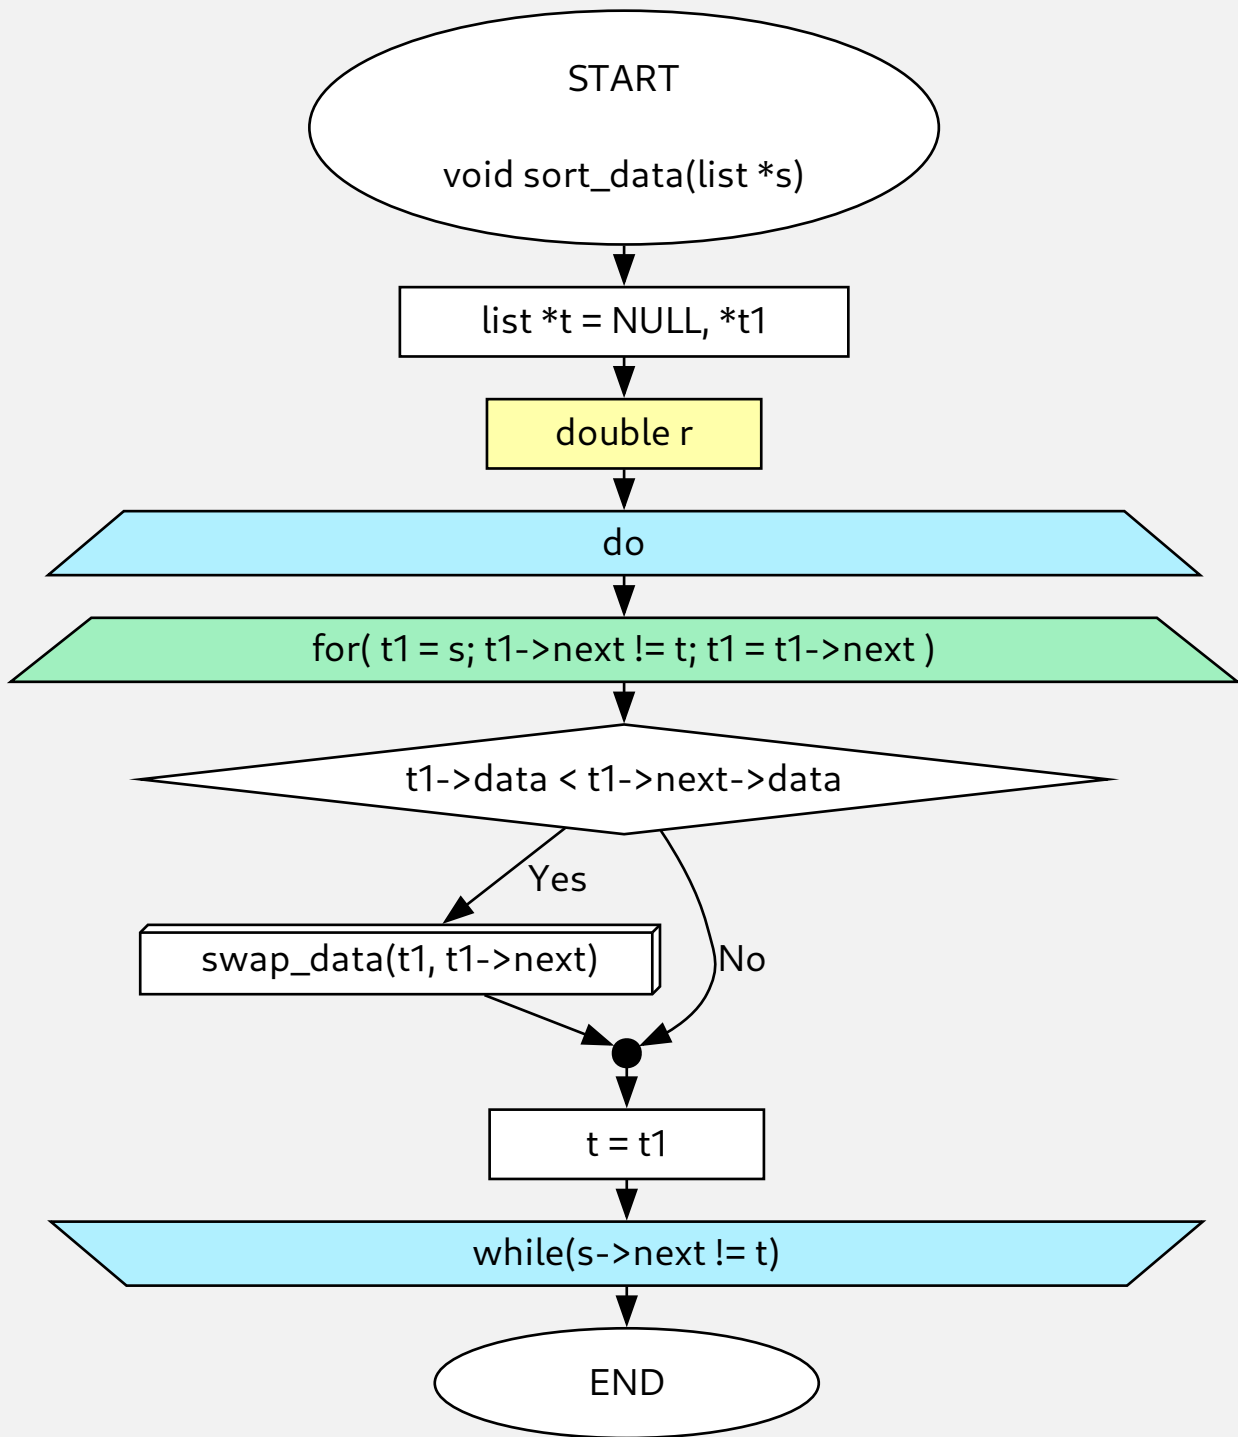 START
void sort_data(list *s)
list *t = NULL, *t1
double r
do
for( t1 = s; t1->next != t; t1 = t1->next )
t1->data < t1->next->data
Yes
swap_data(t1, t1->next)
No
t = t1
while(s->next != t)
END